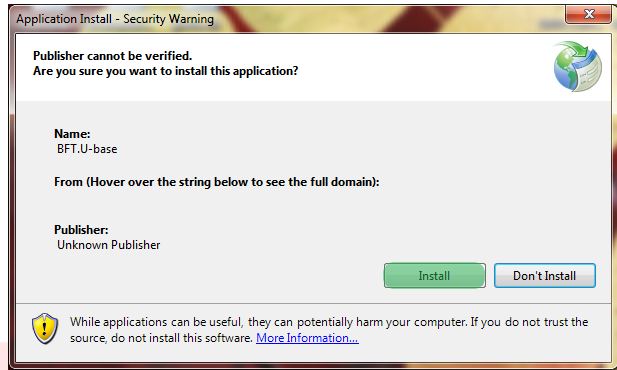 Application Install - Security Warning
Publisher cannot be verified.
Are you sure you want to install this application?
Name:
BFT.U-base
From (Hover over the string below to see the full domain):
Publisher:
Unknown Publisher
Install
Don't Install
While applications can be useful, they can potentially harm your computer. If you do not trust the
source, do not install this software. More Information...